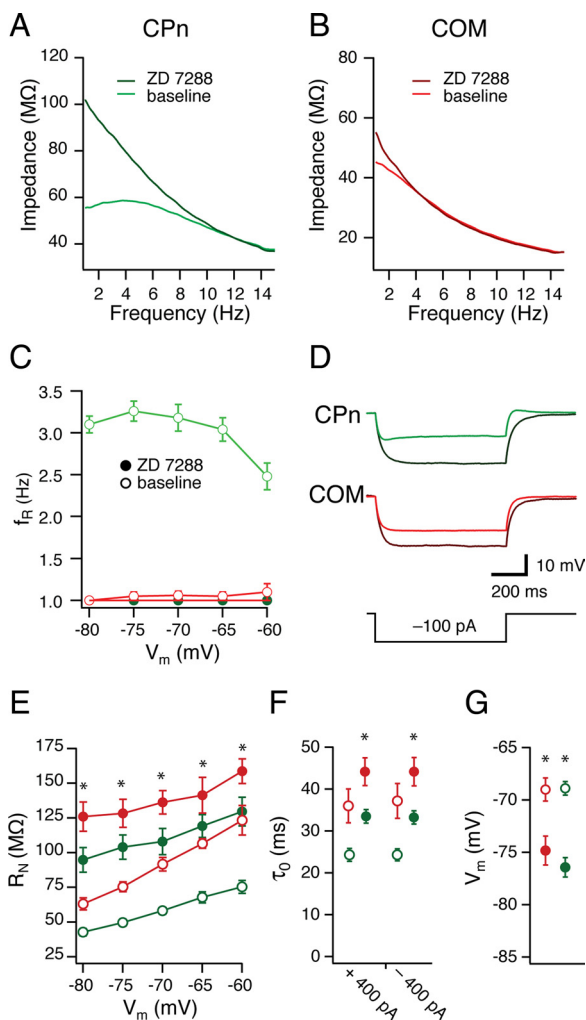 A
CPn
Impedance (MΩ)
120
100
80
60
40
ZD 7288
baseline
2 4 6 8 10 12 14
Frequency (Hz)
B
COM
Impedance (MΩ)
80
60
40
20
ZD 7288
baseline
2 4 6 8 10 12 14
Frequency (Hz)
C
fR (Hz)
3.5
3.0
2.5
2.0
1.5
1.0
ZD 7288
baseline
-80 -75 -70 -65 -60
Vm (mV)
D
CPn
COM
10 mV
200 ms
–100 pA
E
RN (MΩ)
175
150
125
100
75
50
25
* * * * *
-80 -75 -70 -65 -60
Vm (mV)
F
τ0 (ms)
50
40
30
20
10
0
* *
+ 400 pA
– 400 pA
G
Vm (mV)
-65
-70
-75
-80
-85
* *